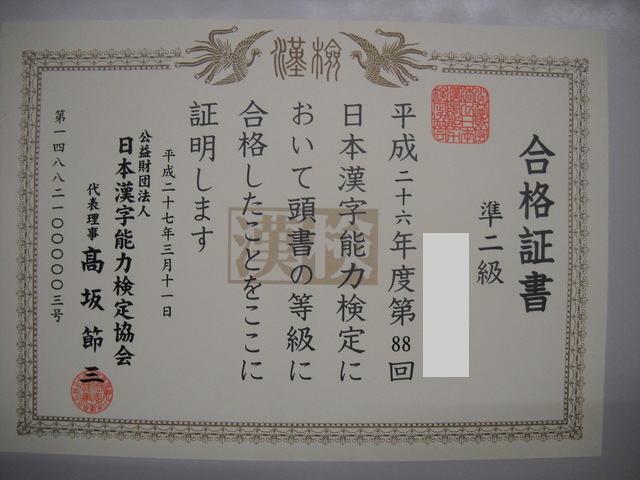 漢検
合格証書
準二級
平成二十六年度第88回
日本漢字能力検定に
おいて頭書の等級に
合格したことをここに
証明します
漢検
平成二十七年三月十一日
公益財団法人
日本漢字能力検定協会
代表理事 髙坂節三
第一四八八二一〇〇〇〇〇三号